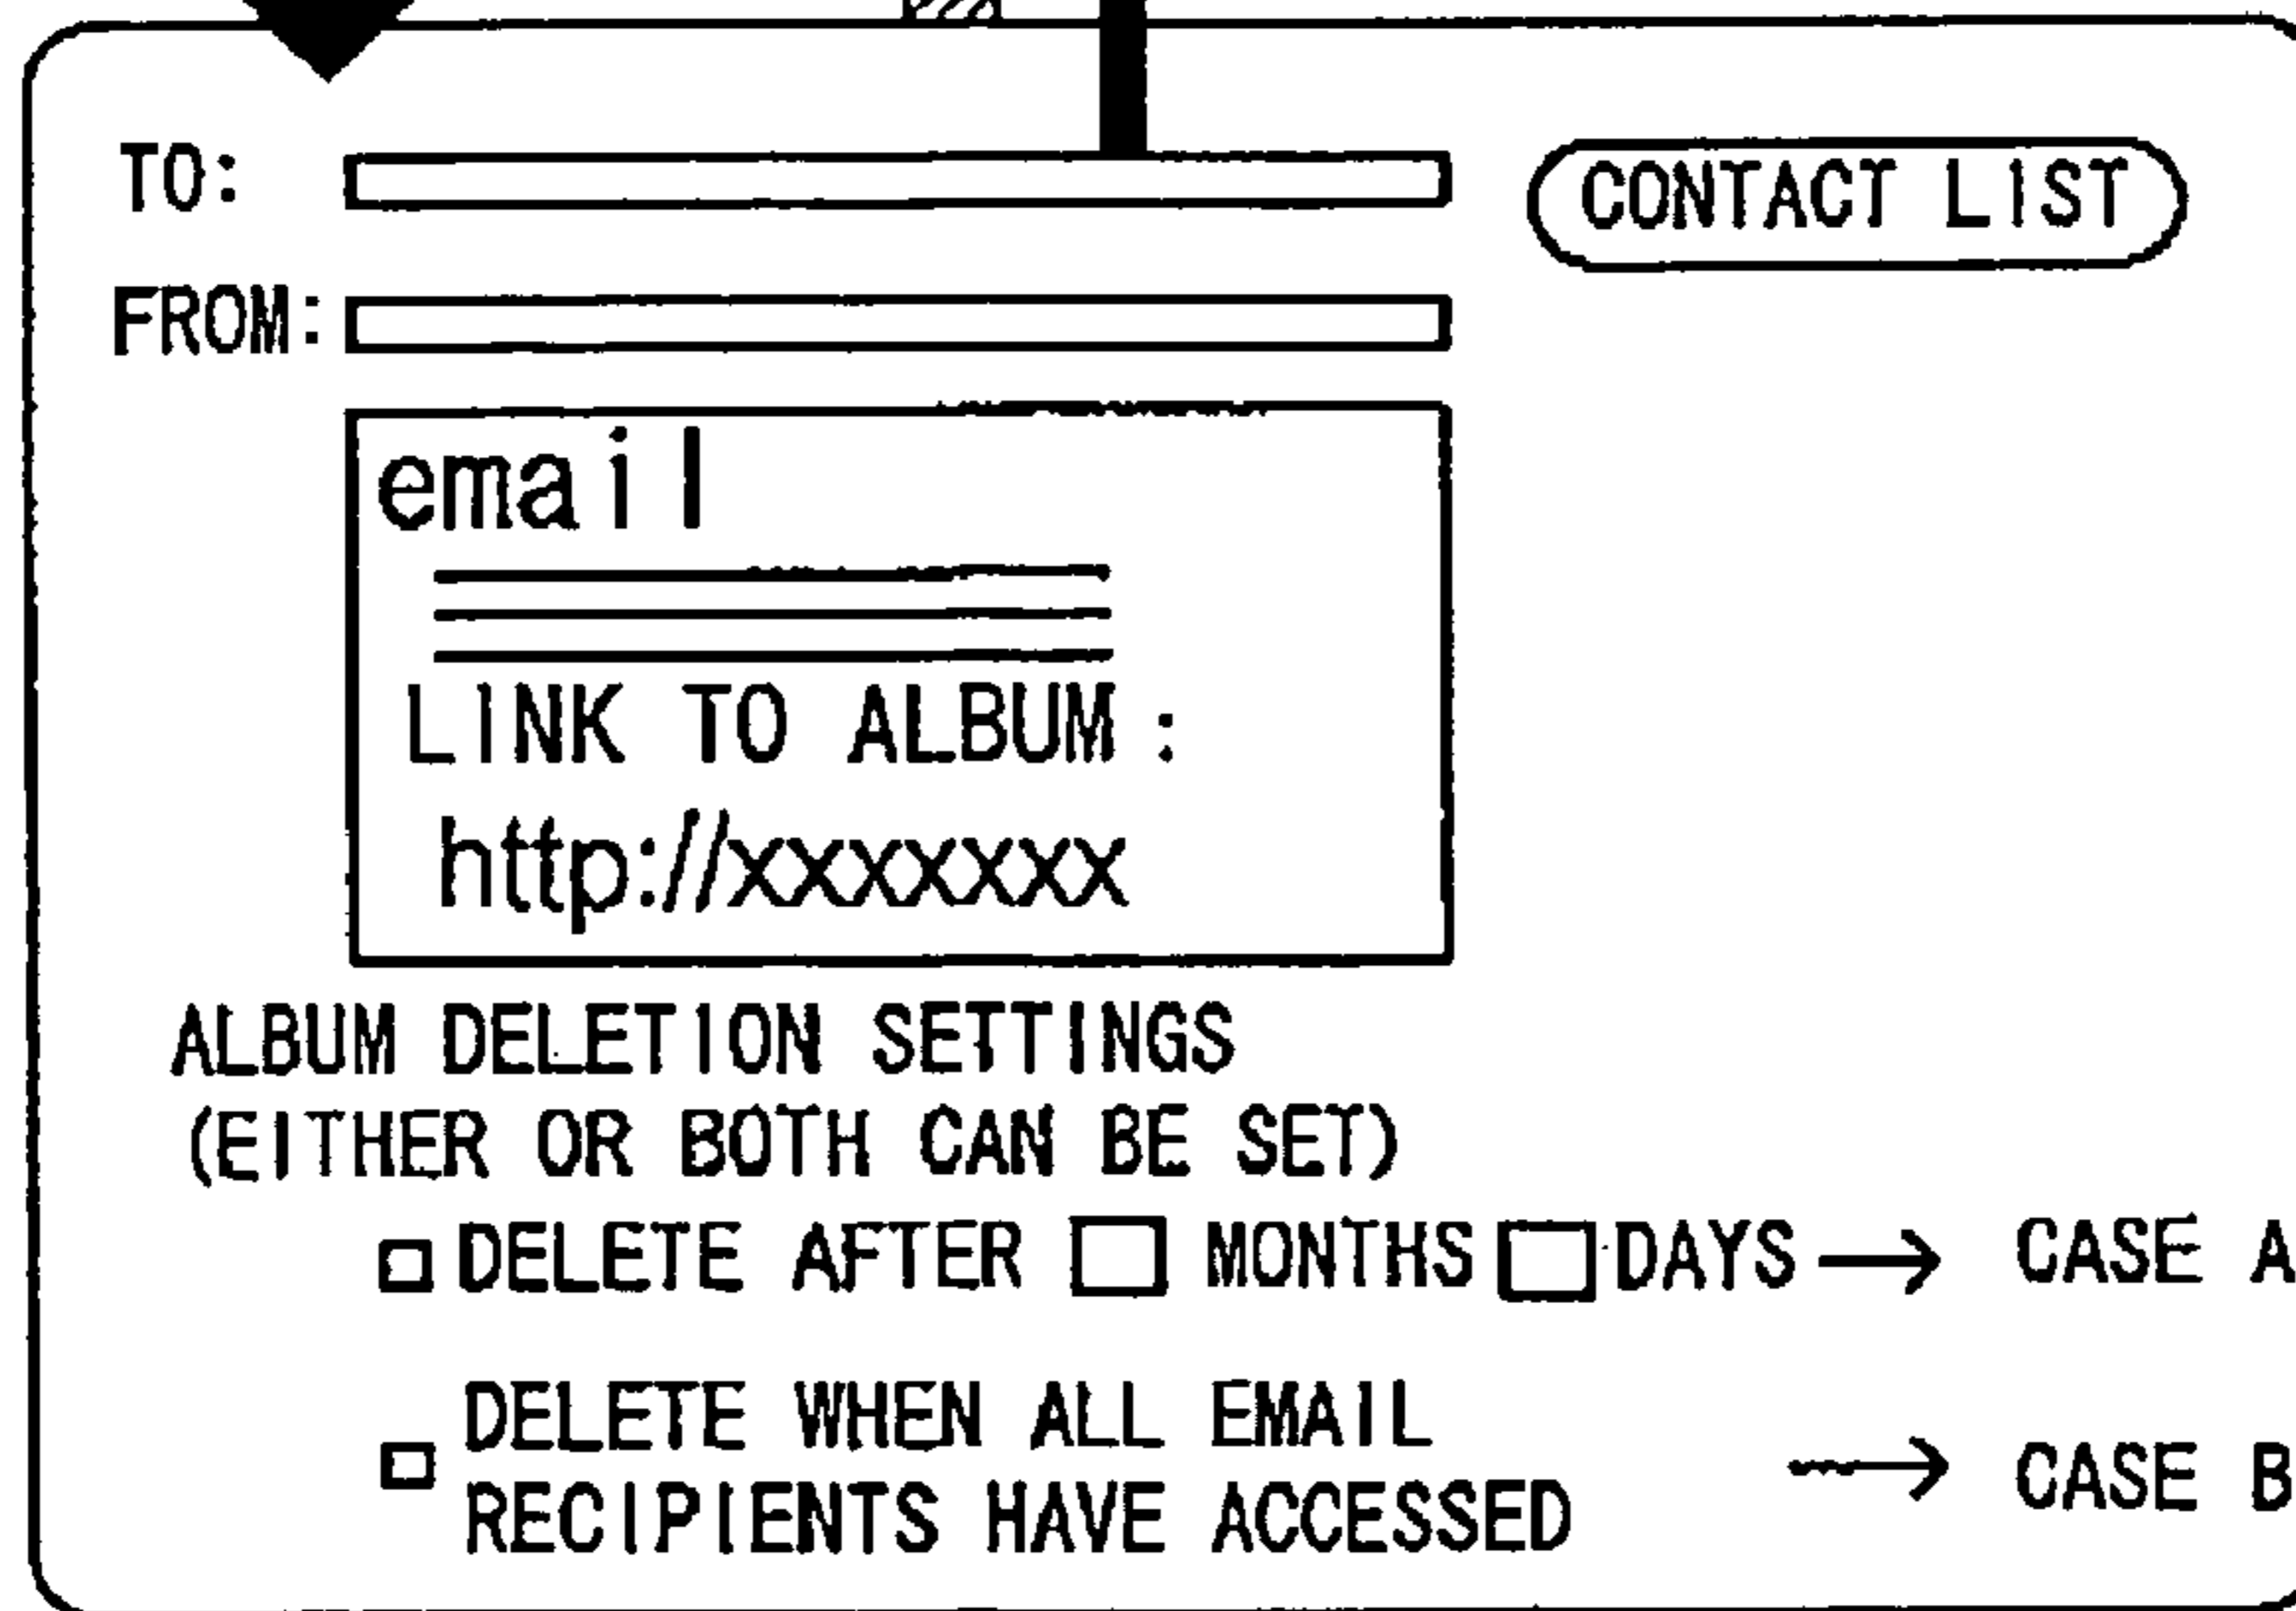 TO:
CONTACT LIST
FROM:
email
LINK TO ALBUM :
http://xxxxxxx
ALBUM DELETION SETTINGS
(EITHER OR BOTH CAN BE SET)
DELETE AFTER MONTHS DAYS → CASE A
DELETE WHEN ALL EMAIL
RECIPIENTS HAVE ACCESSED → CASE B